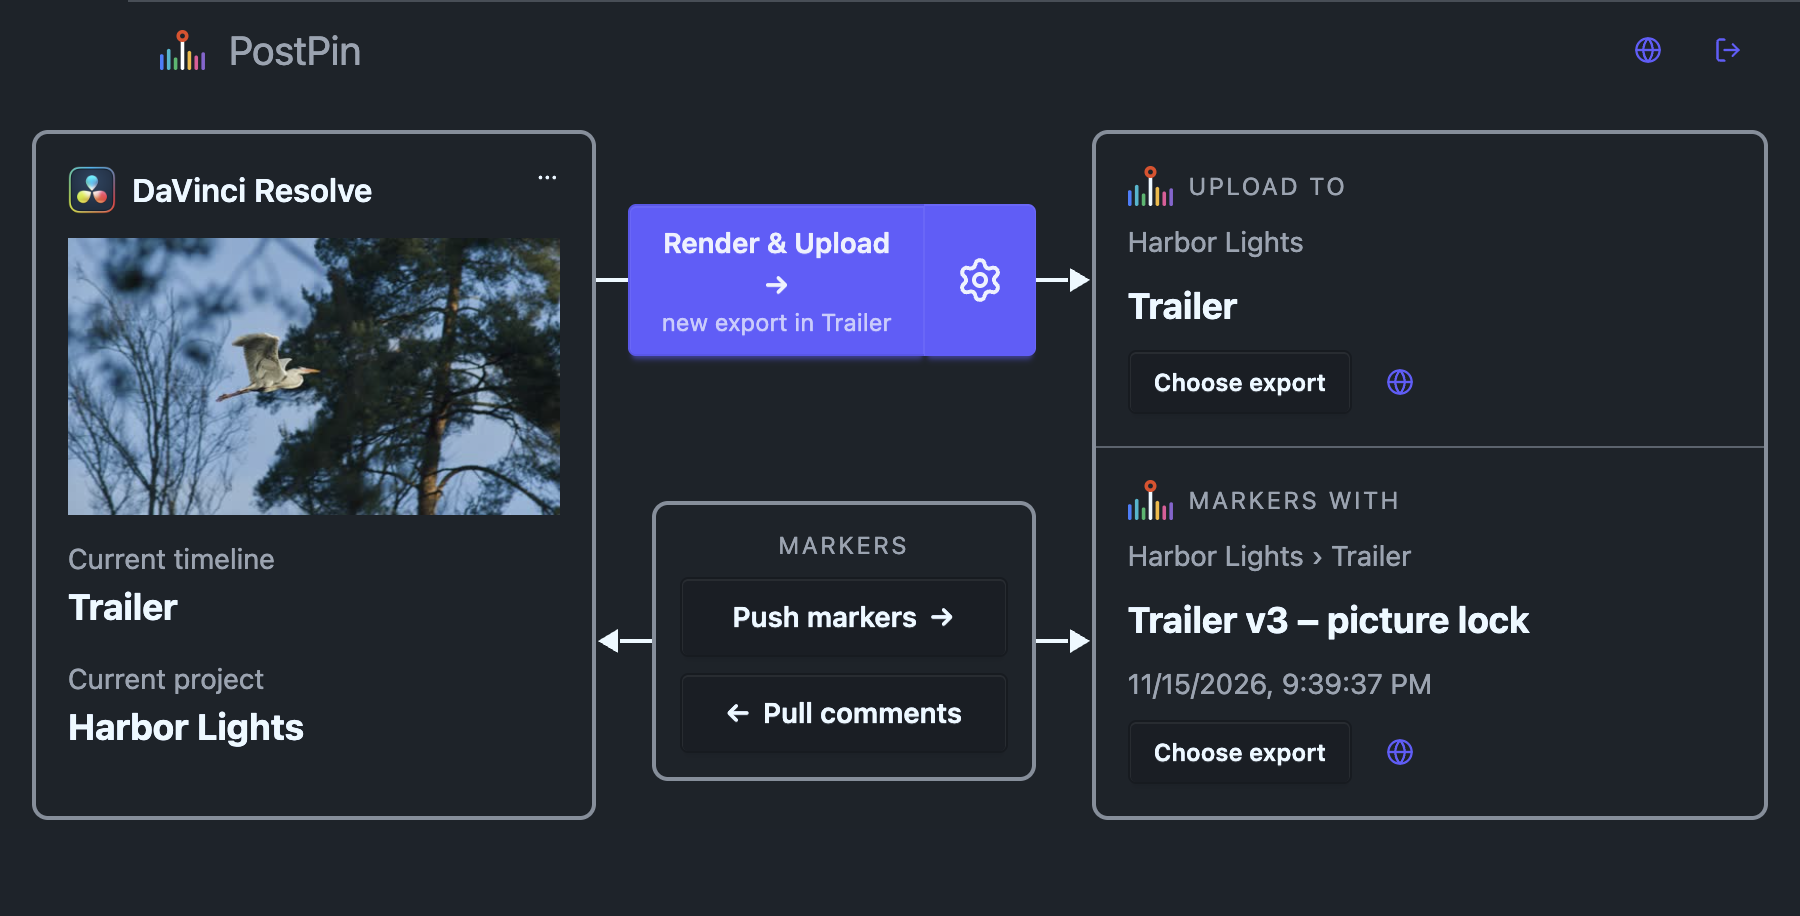 PostPin
DaVinci Resolve
...
Current timeline
Trailer
Current project
Harbor Lights
Render & Upload
→
new export in Trailer
MARKERS
Push markers →
← Pull comments
UPLOAD TO
Harbor Lights
Trailer
Choose export
MARKERS WITH
Harbor Lights › Trailer
Trailer v3 – picture lock
11/15/2026, 9:39:37 PM
Choose export